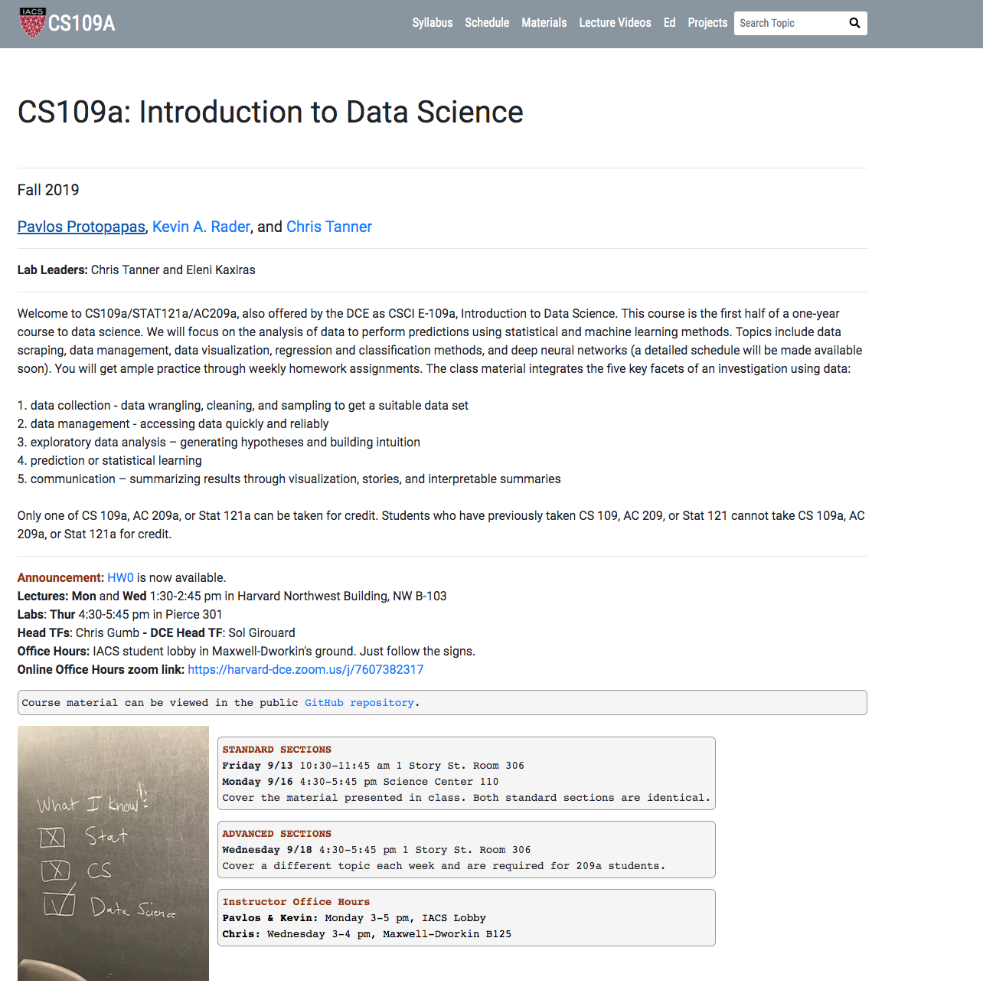 IACS
CS109A
Syllabus Schedule Materials Lecture Videos Ed Projects Search Topic
CS109a: Introduction to Data Science
Fall 2019
Pavlos Protopapas, Kevin A. Rader, and Chris Tanner
Lab Leaders: Chris Tanner and Eleni Kaxiras
Welcome to CS109a/STAT121a/AC209a, also offered by the DCE as CSCI E-109a, Introduction to Data Science. This course is the first half of a one-year
course to data science. We will focus on the analysis of data to perform predictions using statistical and machine learning methods. Topics include data
scraping, data management, data visualization, regression and classification methods, and deep neural networks (a detailed schedule will be made available
soon). You will get ample practice through weekly homework assignments. The class material integrates the five key facets of an investigation using data:
1. data collection - data wrangling, cleaning, and sampling to get a suitable data set
2. data management - accessing data quickly and reliably
3. exploratory data analysis – generating hypotheses and building intuition
4. prediction or statistical learning
5. communication – summarizing results through visualization, stories, and interpretable summaries
Only one of CS 109a, AC 209a, or Stat 121a can be taken for credit. Students who have previously taken CS 109, AC 209, or Stat 121 cannot take CS 109a, AC
209a, or Stat 121a for credit.
Announcement: HW0 is now available.
Lectures: Mon and Wed 1:30-2:45 pm in Harvard Northwest Building, NW B-103
Labs: Thur 4:30-5:45 pm in Pierce 301
Head TFs: Chris Gumb - DCE Head TF: Sol Girouard
Office Hours: IACS student lobby in Maxwell-Dworkin's ground. Just follow the signs.
Online Office Hours zoom link: https://harvard-dce.zoom.us/j/7607382317
Course material can be viewed in the public GitHub repository.
What I know!:
Stat
CS
Data Science
STANDARD SECTIONS
Friday 9/13 10:30-11:45 am 1 Story St. Room 306
Monday 9/16 4:30-5:45 pm Science Center 110
Cover the material presented in class. Both standard sections are identical.
ADVANCED SECTIONS
Wednesday 9/18 4:30-5:45 pm 1 Story St. Room 306
Cover a different topic each week and are required for 209a students.
Instructor Office Hours
Pavlos & Kevin: Monday 3-5 pm, IACS Lobby
Chris: Wednesday 3-4 pm, Maxwell-Dworkin B125